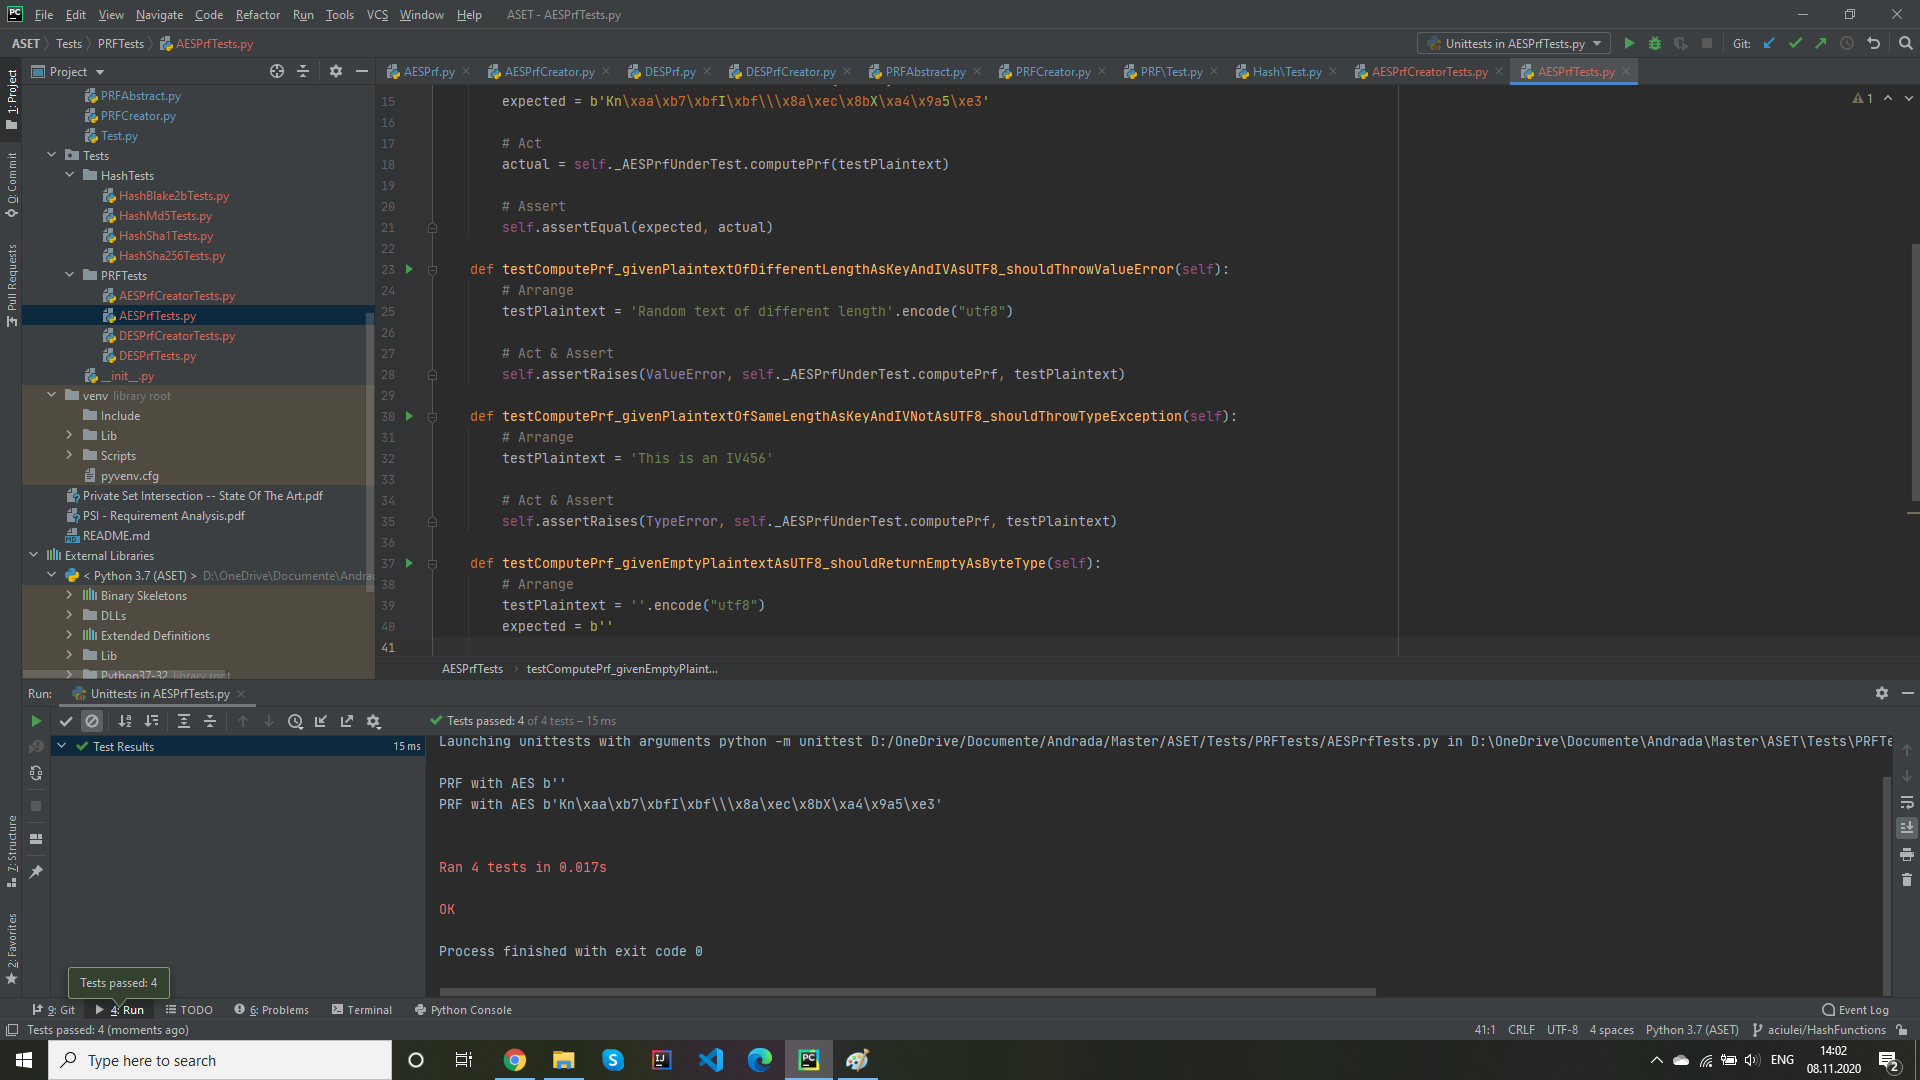 File Edit View Navigate Code Refactor Run Tools VCS Window Help ASET - AESPrfTests.py
ASET Tests PRFTests AESPrfTests.py Unittests in AESPrfTests.py Git:
1: Project
0: Commit
Pull Requests
7: Structure
2: Favorites
Project
PRFAbstract.py
PRFCreator.py
Test.py
Tests
HashTests
HashBlake2bTests.py
HashMd5Tests.py
HashSha1Tests.py
HashSha256Tests.py
PRFTests
AESPrfCreatorTests.py
AESPrfTests.py
DESPrfCreatorTests.py
DESPrfTests.py
__init__.py
venv library root
Include
Lib
Scripts
pyvenv.cfg
Private Set Intersection -- State Of The Art.pdf
PSI - Requirement Analysis.pdf
README.md
External Libraries
< Python 3.7 (ASET) > D:\OneDrive\Documente\Andrad
Binary Skeletons
DLLs
Extended Definitions
Lib
Python37-32 library root
AESPrf.py AESPrfCreator.py DESPrf.py DESPrfCreator.py PRFAbstract.py PRFCreator.py PRF\Test.py Hash\Test.py AESPrfCreatorTests.py AESPrfTests.py
1
15 expected = b'Kn\xaa\xb7\xbfI\xbf\\\x8a\xec\x8bX\xa4\x9a5\xe3'
16
17 # Act
18 actual = self._AESPrfUnderTest.computePrf(testPlaintext)
19
20 # Assert
21 self.assertEqual(expected, actual)
22
23 def testComputePrf_givenPlaintextOfDifferentLengthAsKeyAndIVAsUTF8_shouldThrowValueError(self):
24 # Arrange
25 testPlaintext = 'Random text of different length'.encode("utf8")
26
27 # Act & Assert
28 self.assertRaises(ValueError, self._AESPrfUnderTest.computePrf, testPlaintext)
29
30 def testComputePrf_givenPlaintextOfSameLengthAsKeyAndIVNotAsUTF8_shouldThrowTypeException(self):
31 # Arrange
32 testPlaintext = 'This is an IV456'
33
34 # Act & Assert
35 self.assertRaises(TypeError, self._AESPrfUnderTest.computePrf, testPlaintext)
36
37 def testComputePrf_givenEmptyPlaintextAsUTF8_shouldReturnEmptyAsByteType(self):
38 # Arrange
39 testPlaintext = ''.encode("utf8")
40 expected = b''
41
AESPrfTests testComputePrf_givenEmptyPlaint...
Run: Unittests in AESPrfTests.py
Tests passed: 4 of 4 tests – 15 ms
Test Results 15 ms
Launching unittests with arguments python -m unittest D:/OneDrive/Documente/Andrada/Master/ASET/Tests/PRFTests/AESPrfTests.py in D:\OneDrive\Documente\Andrada\Master\ASET\Tests\PRFTe
PRF with AES b''
PRF with AES b'Kn\xaa\xb7\xbfI\xbf\\\x8a\xec\x8bX\xa4\x9a5\xe3'
Ran 4 tests in 0.017s
OK
Process finished with exit code 0
Tests passed: 4
9: Git 4: Run TODO 6: Problems Terminal Python Console Event Log
Tests passed: 4 (moments ago) 41:1 CRLF UTF-8 4 spaces Python 3.7 (ASET) aciulei/HashFunctions
Type here to search
ENG 14:02
08.11.2020
2